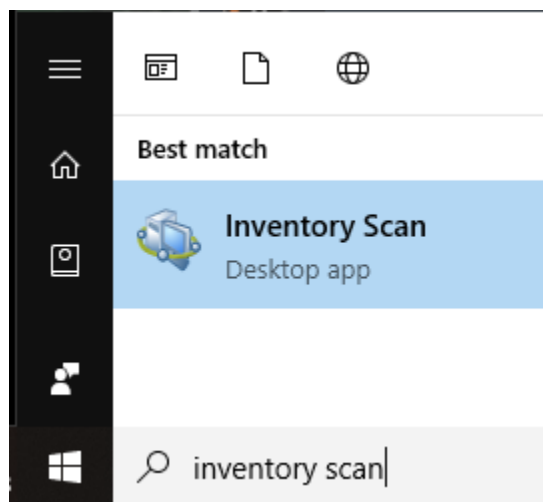 Best match
Inventory Scan
Desktop app
inventory scan